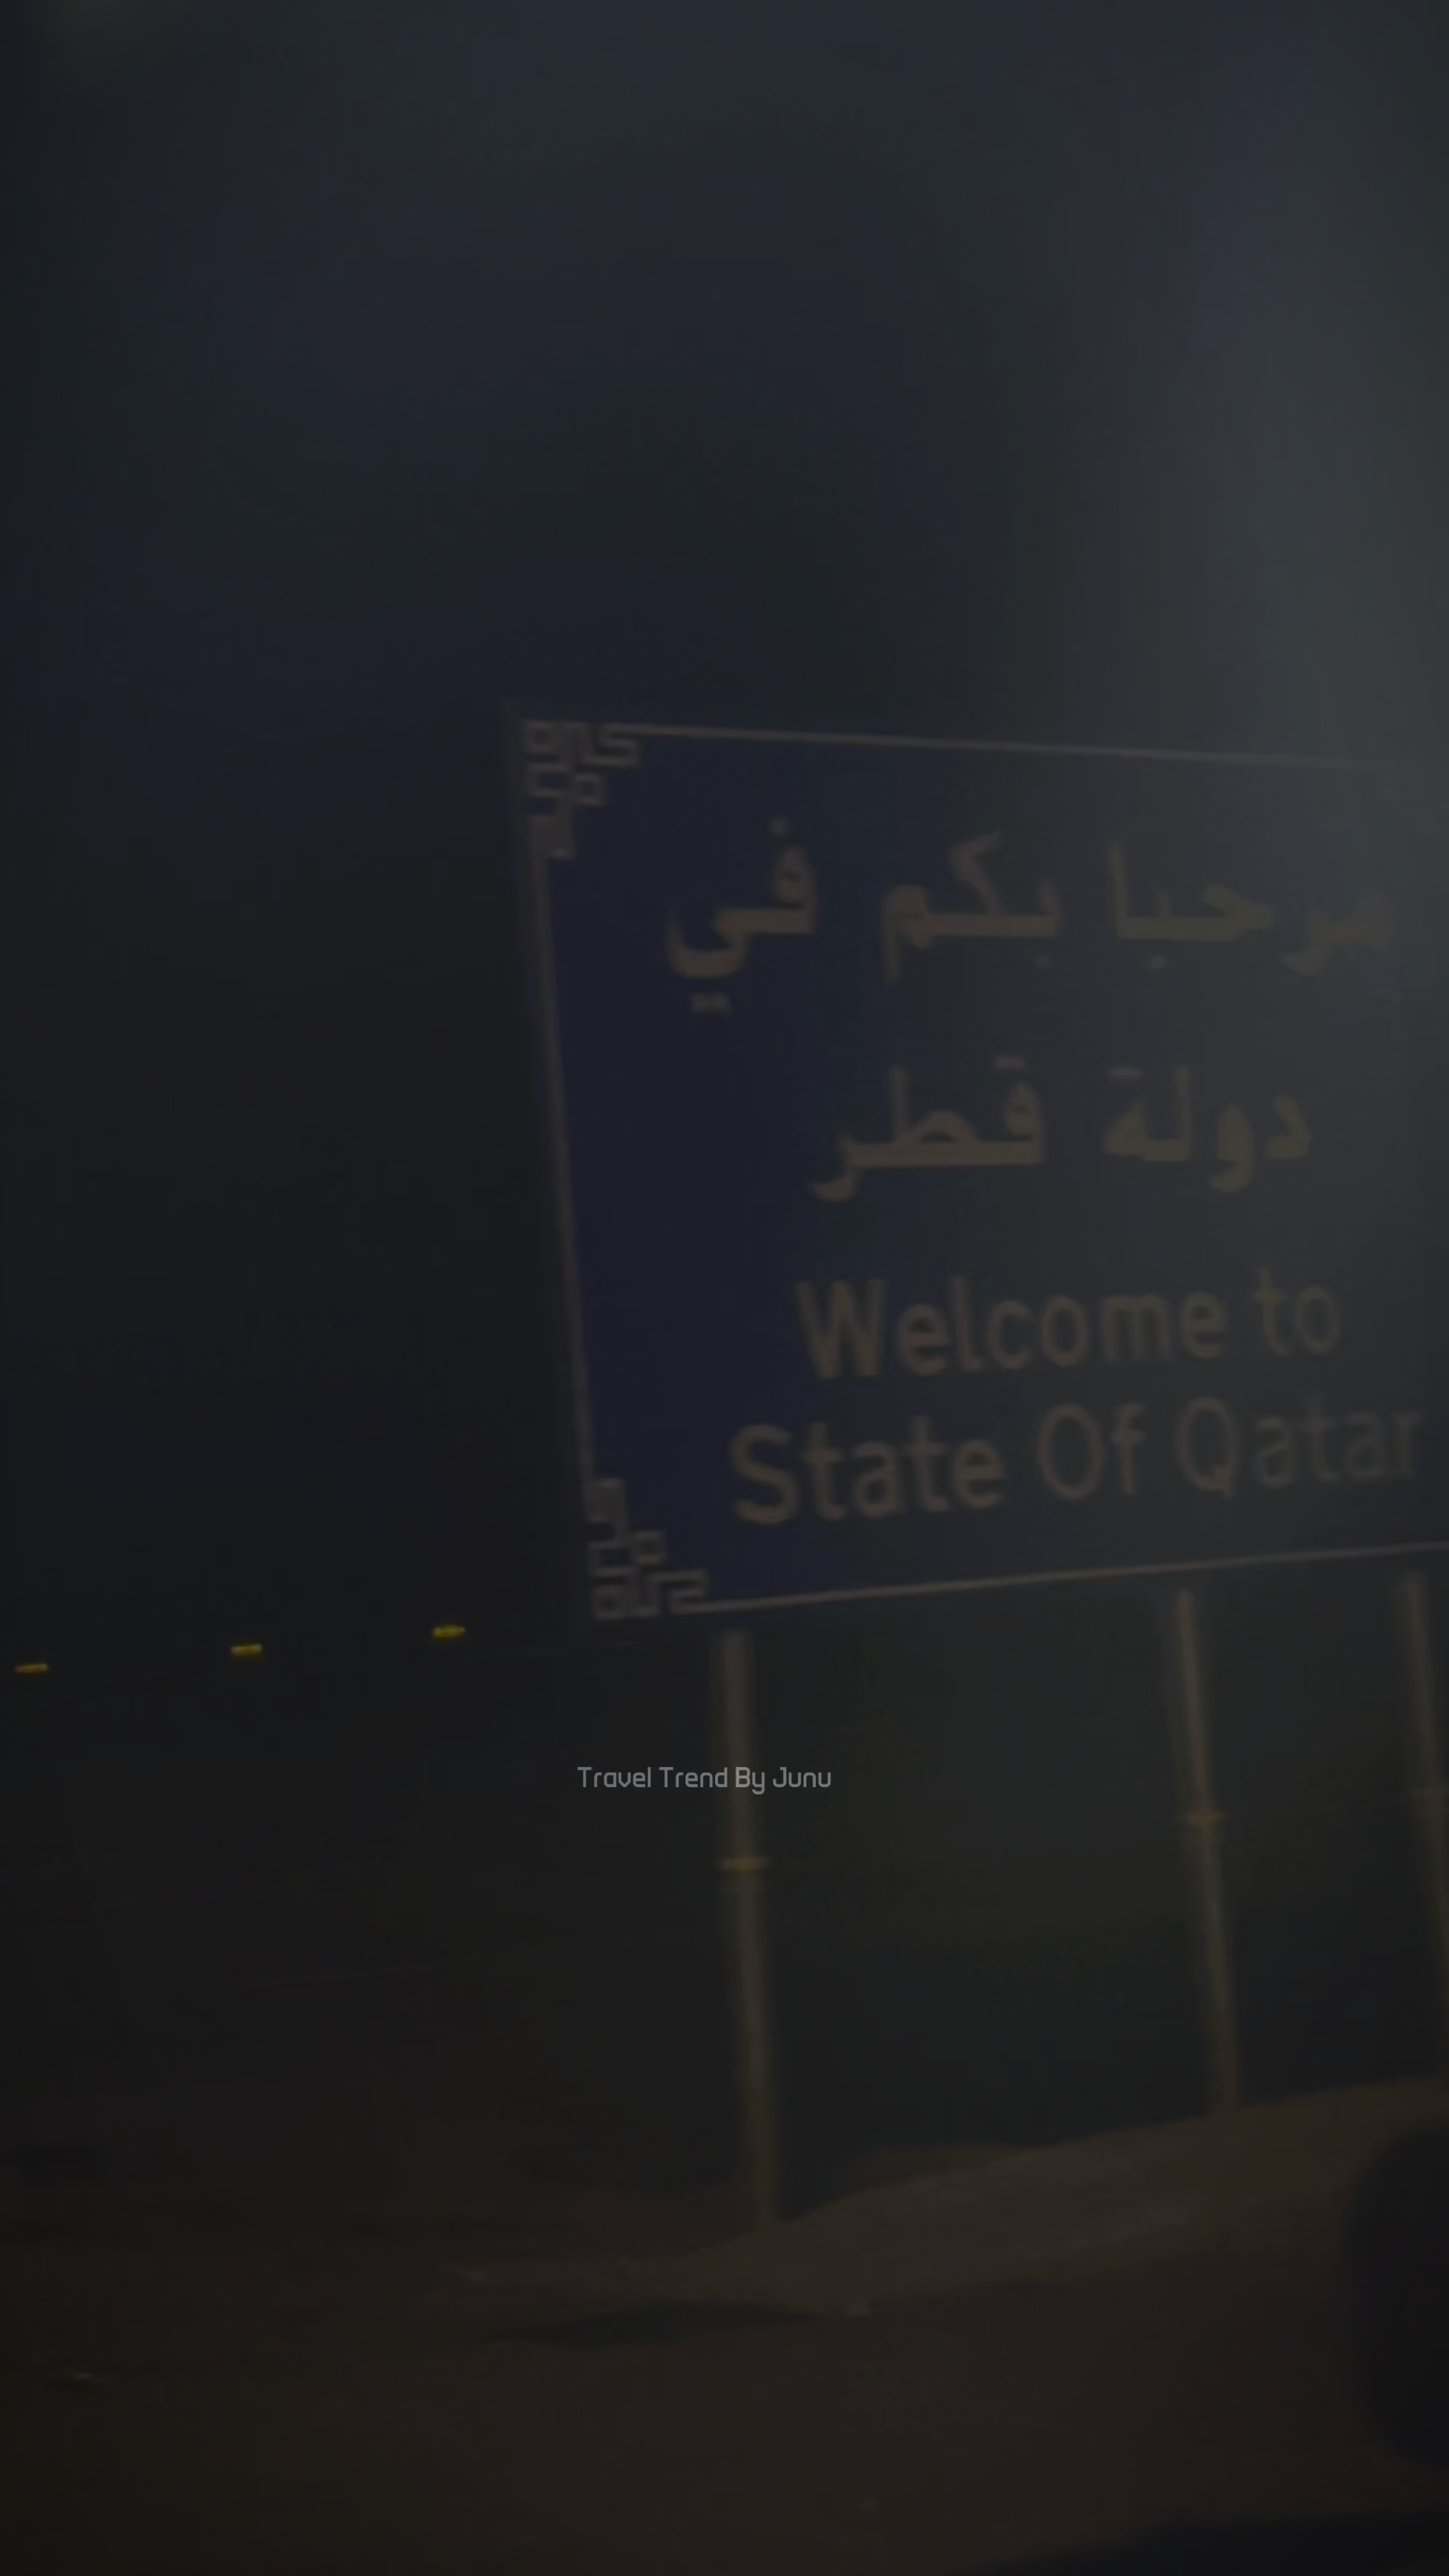 مرحبا بكم في
دولة قطر
Welcome to
State Of Qatar
Travel Trend By Junu